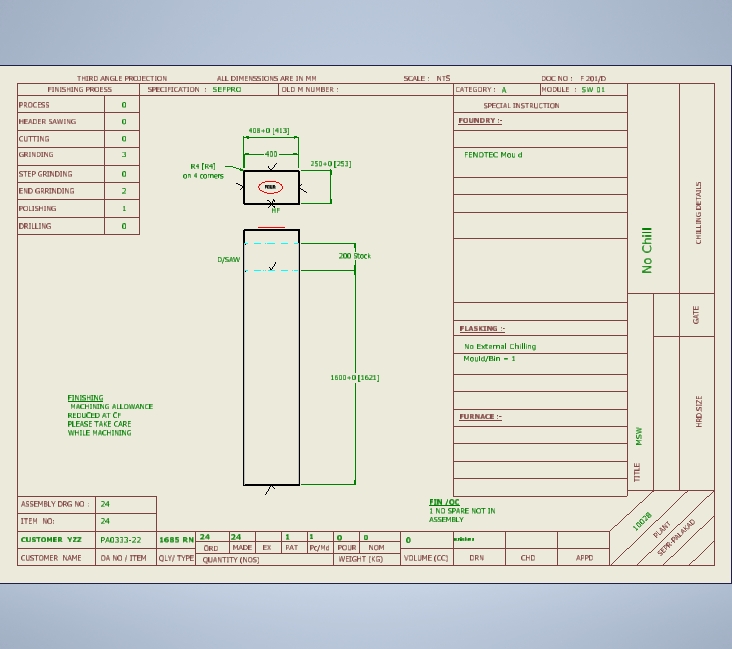 THIRD ANGLE PROJECTION ALL DIMENSSIONS ARE IN MM SCALE : NTS DOC NO : F 201/D
FINISHING PROESS SPECIFICATION : SEFPRO OLD M NUMBER : CATEGORY : A MODULE : SW 01
PROCESS 0
HEADER SAWING 0
CUTTING 0
GRINDING 3
STEP GRINDING 0
END GRRINDING 2
POLISHING 1
DRILLING 0
408+0 [413]
400
250+0 [253]
R4 [R4]
on 4 corners
HF
D/SAW
200 Stock
1600+0 [1621]
FINISHING
MACHINING ALLOWANCE
REDUCED AT CF
PLEASE TAKE CARE
WHILE MACHINING
SPECIAL INSTRUCTION
FOUNDRY :-
FENOTEC Mould
FLASKING :-
No External Chilling
Mould/Bin = 1
FURNACE :-
No Chill
CHILLING DETAILS
GATE
HRD.SIZE
TITLE MSW
FIN /OC
1 NO SPARE NOT IN
ASSEMBLY
ASSEMBLY DRG NO : 24
ITEM NO: 24
CUSTOMER YZZ PA0333-22 1685 RN 24 24 1 1 0 0 0
ORD MADE EX PAT Pc/Md POUR NOM
CUSTOMER NAME OA NO / ITEM QLY/ TYPE QUANTITY (NOS) WEIGHT (KG) VOLUME (CC) DRN CHD APPD
10028
PLANT
SEPR-PALAKAD